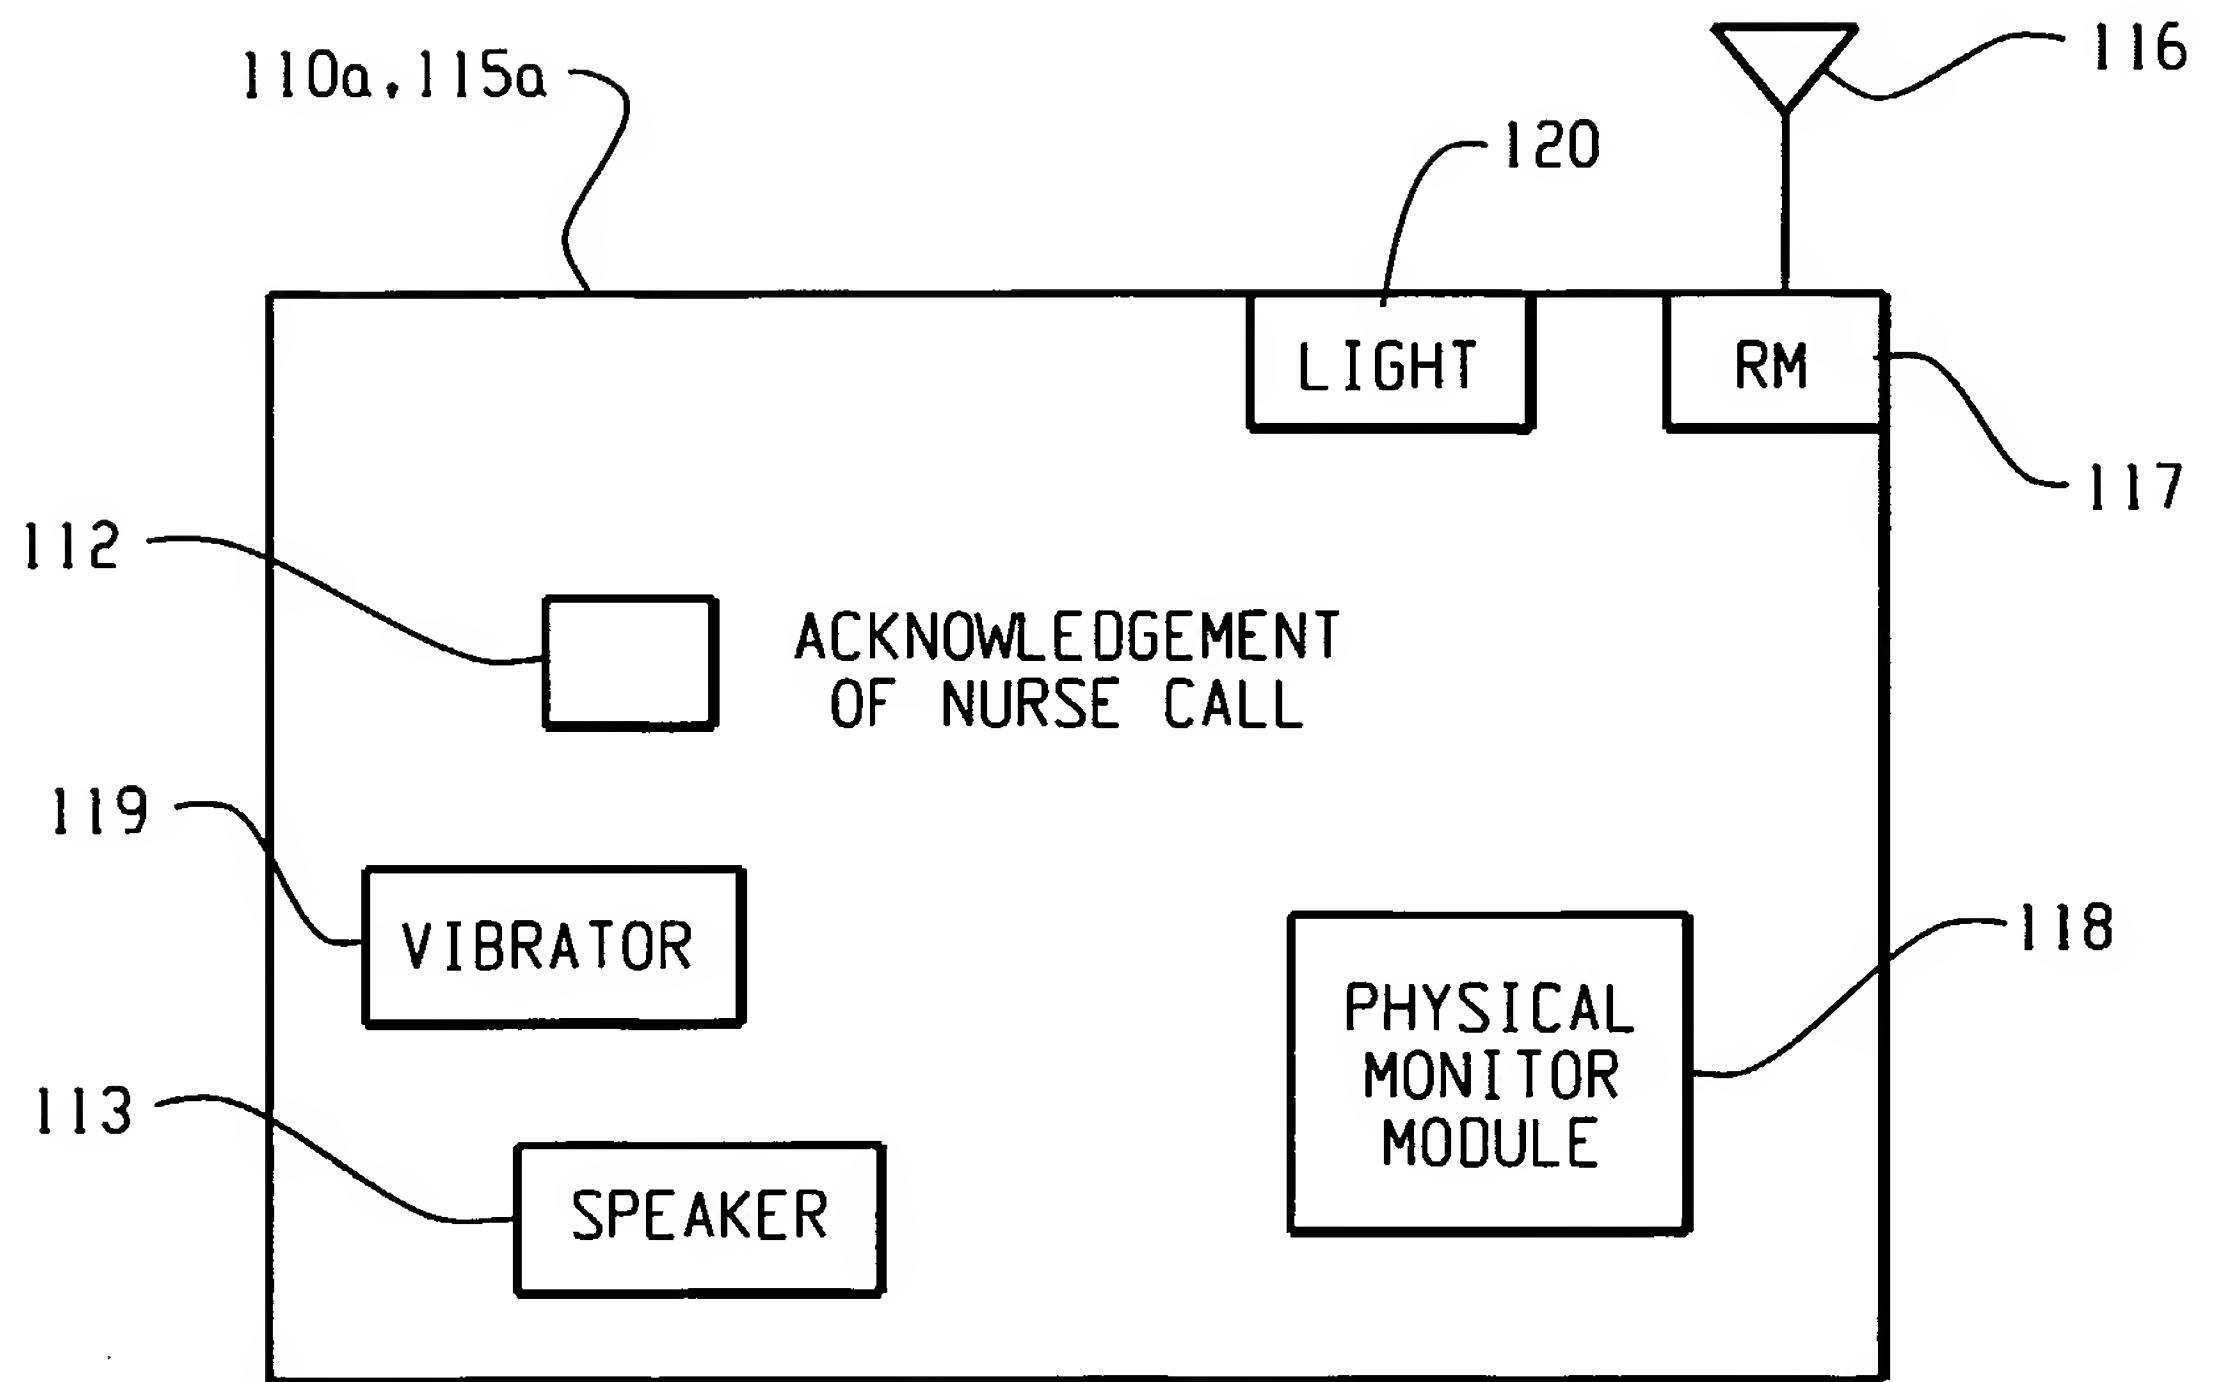 110a,115a
116
120
LIGHT
RM
117
112
ACKNOWLEDGEMENT
OF NURSE CALL
119
VIBRATOR
118
PHYSICAL
MONITOR
MODULE
113
SPEAKER